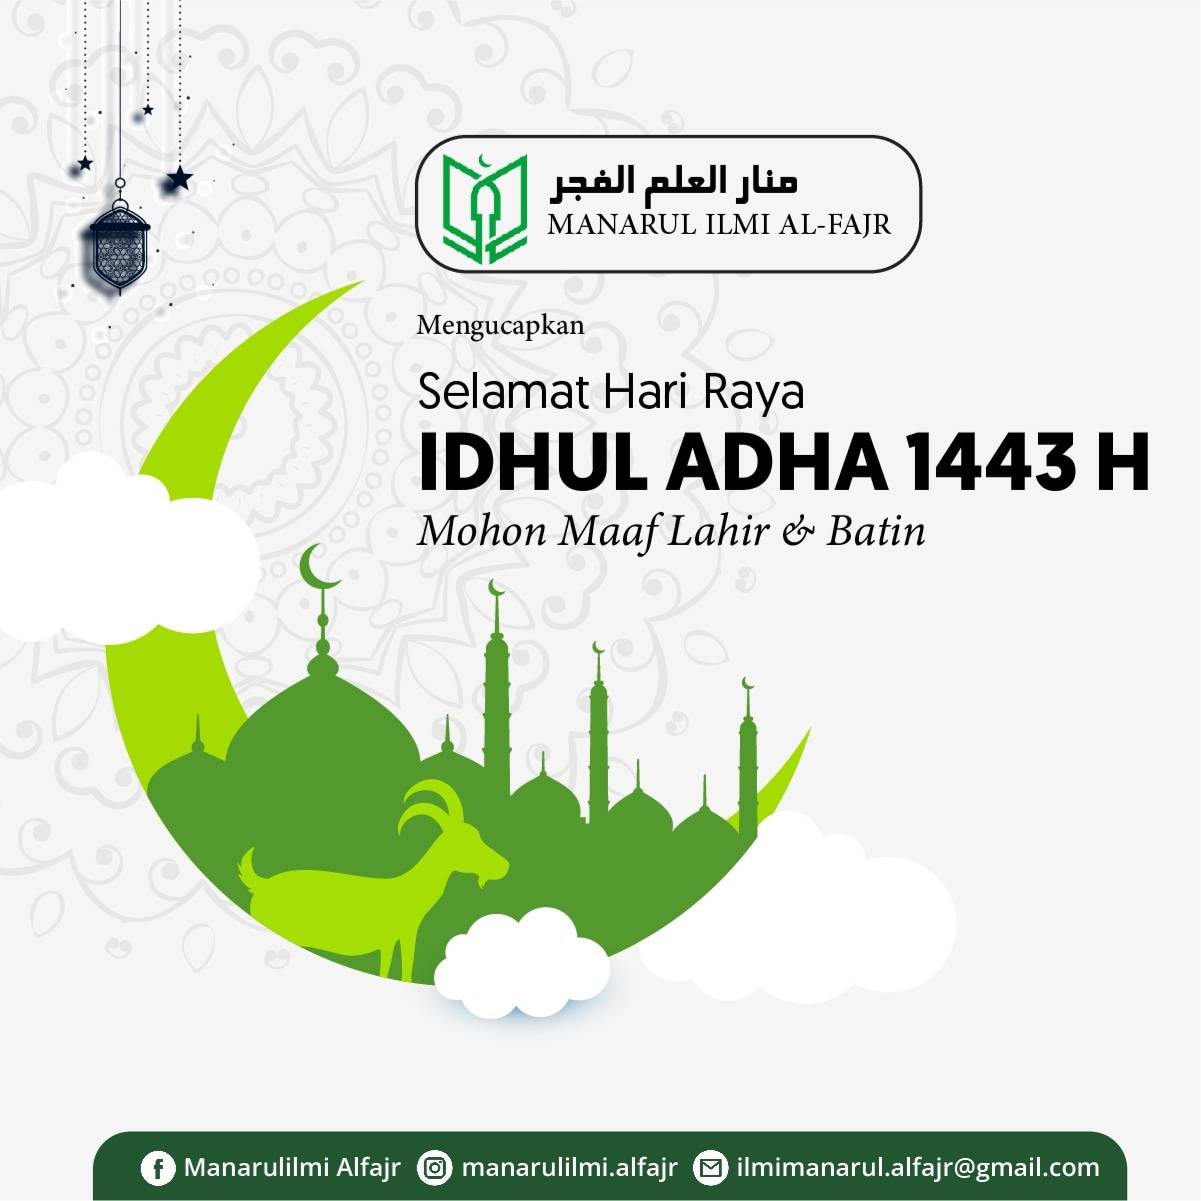 منار العلم الفجر
MANARUL ILMI AL-FAJR
Mengucapkan
Selamat Hari Raya
IDHUL ADHA 1443 H
Mohon Maaf Lahir & Batin
Manarulilmi Alfajr manarulilmi.alfajr ilmimanarul.alfajr@gmail.com